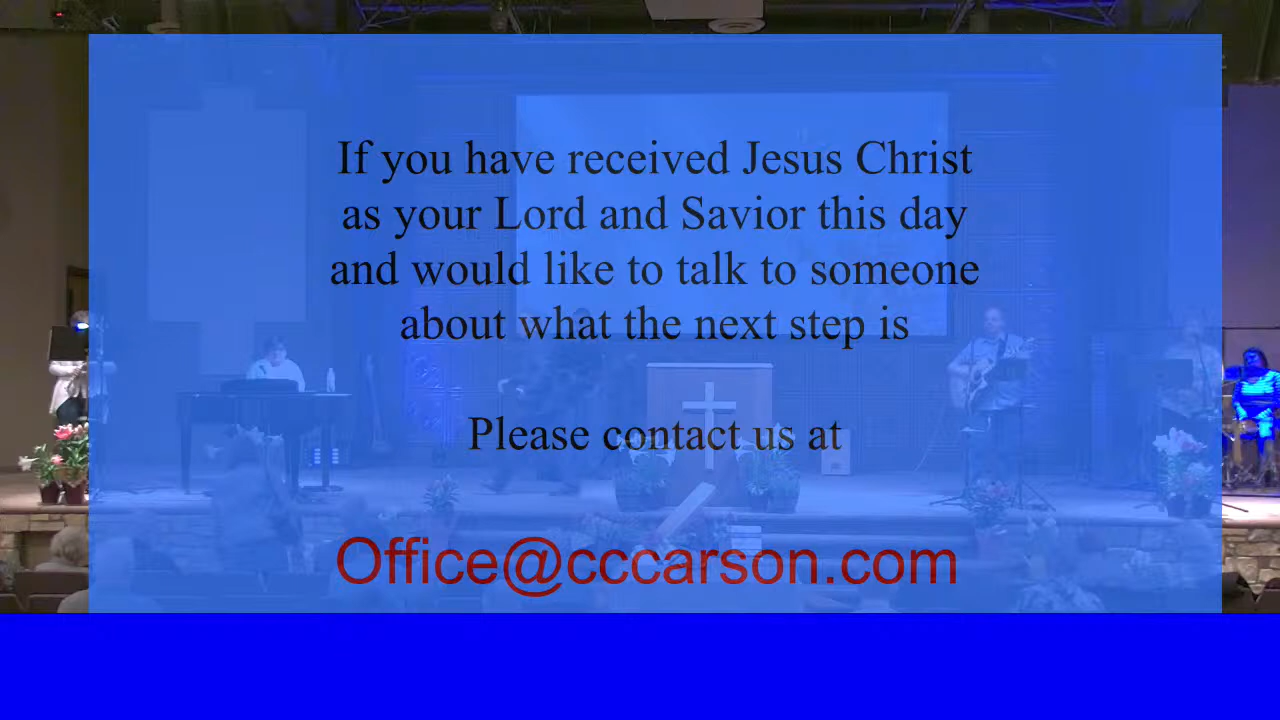 If you have received Jesus Christ
as your Lord and Savior this day
and would like to talk to someone
about what the next step is
Please contact us at
Office@cccarson.com